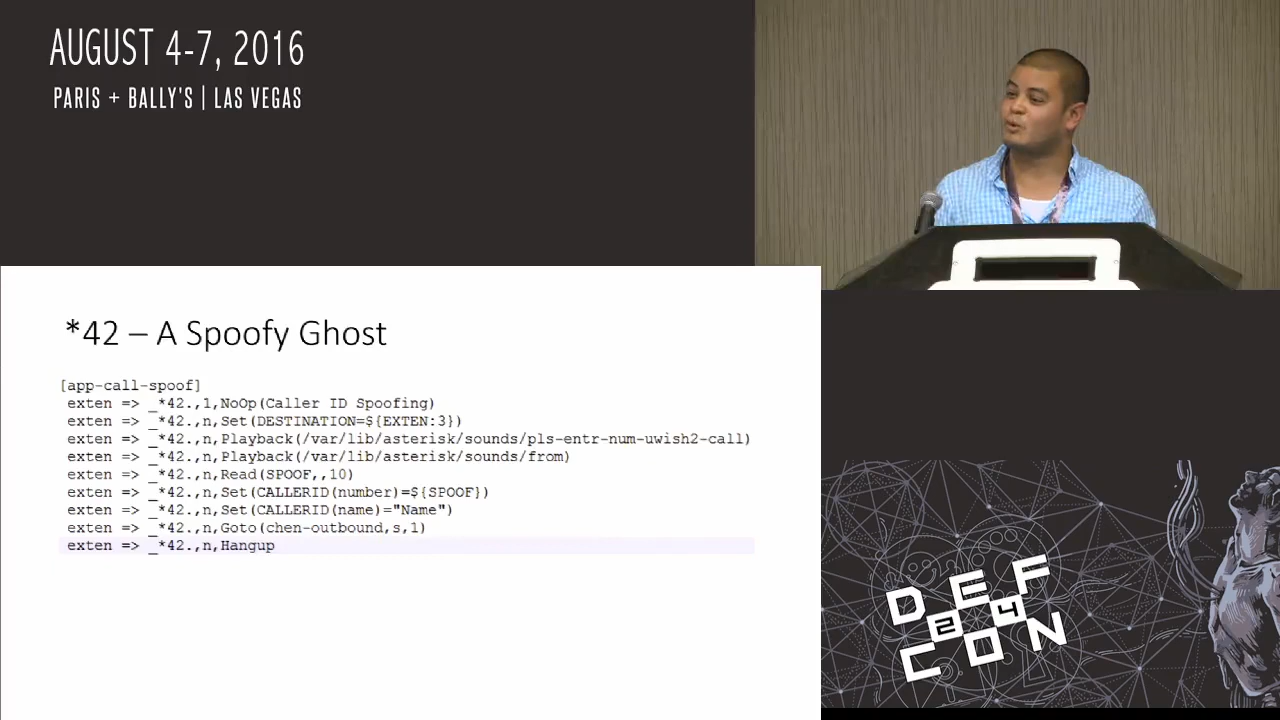 AUGUST 4-7, 2016
PARIS + BALLY'S | LAS VEGAS
*42 – A Spoofy Ghost
[app-call-spoof]
exten => _*42.,1,NoOp(Caller ID Spoofing)
exten => _*42.,n,Set(DESTINATION=${EXTEN:3})
exten => _*42.,n,Playback(/var/lib/asterisk/sounds/pls-entr-num-uwish2-call)
exten => _*42.,n,Playback(/var/lib/asterisk/sounds/from)
exten => _*42.,n,Read(SPOOF,,10)
exten => _*42.,n,Set(CALLERID(number)=${SPOOF})
exten => _*42.,n,Set(CALLERID(name)="Name")
exten => _*42.,n,Goto(chen-outbound,s,1)
exten => _*42.,n,Hangup
DEF
24
CON